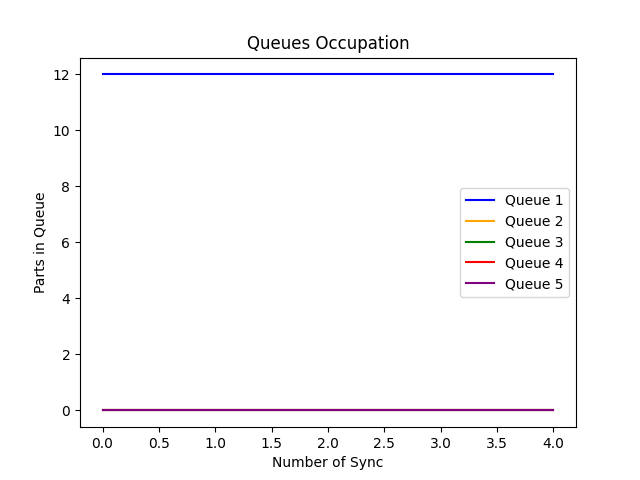 Queues Occupation
Parts in Queue
12
10
8
6
4
2
0
Queue 1
Queue 2
Queue 3
Queue 4
Queue 5
0.0 0.5 1.0 1.5 2.0 2.5 3.0 3.5 4.0
Number of Sync